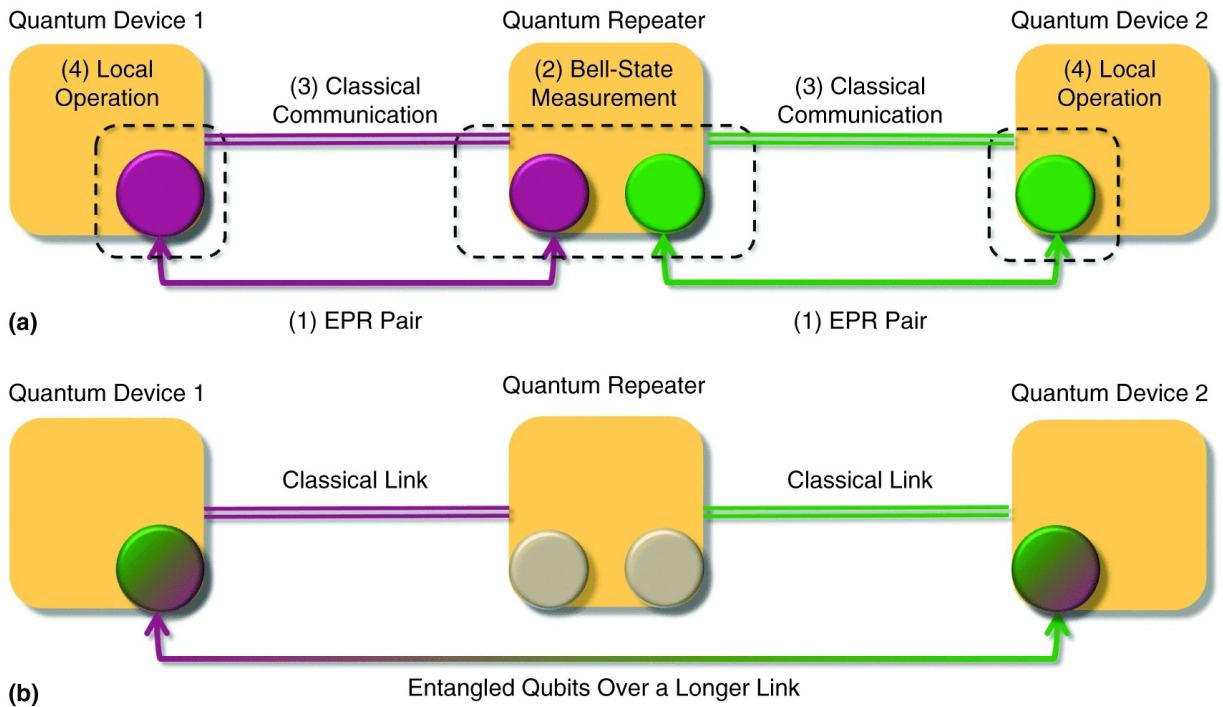 Quantum Device 1
Quantum Repeater
Quantum Device 2
(4) Local
Operation
(3) Classical
Communication
(2) Bell-State
Measurement
(3) Classical
Communication
(4) Local
Operation
(a)
(1) EPR Pair
(1) EPR Pair
Quantum Device 1
Quantum Repeater
Quantum Device 2
Classical Link
Classical Link
(b)
Entangled Qubits Over a Longer Link